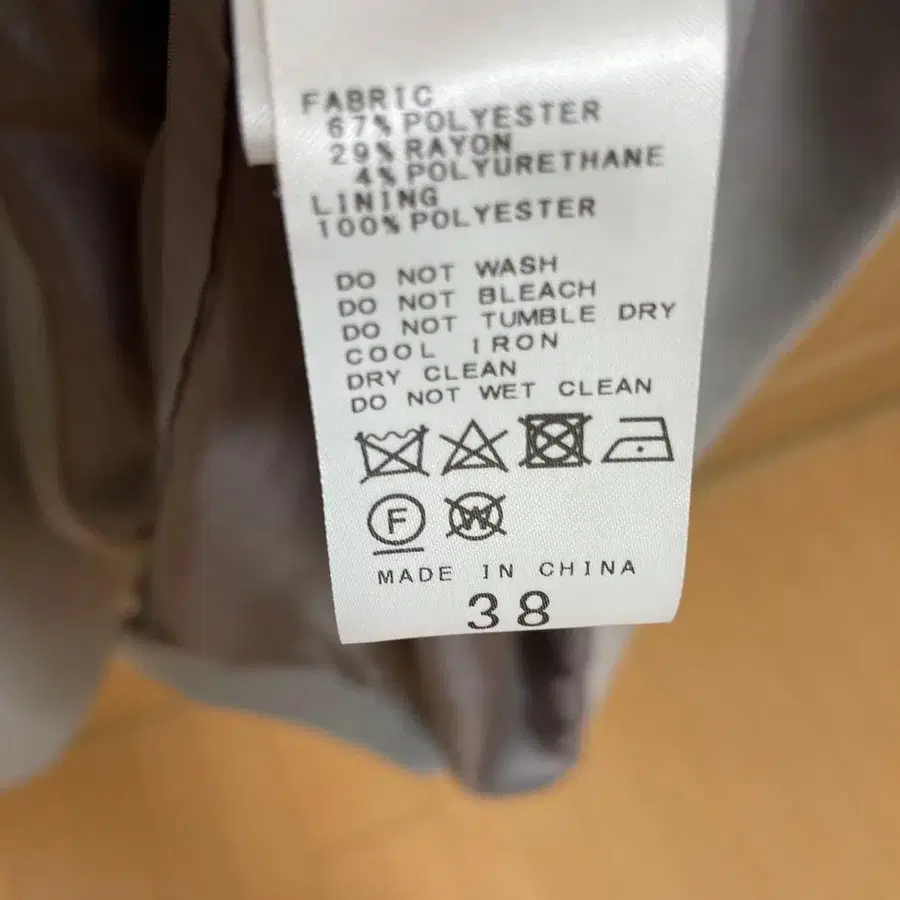 FABRIC
67% POLYESTER
29% RAYON
4% POLYURETHANE
LINING
100% POLYESTER
DO NOT WASH
DO NOT BLEACH
DO NOT TUMBLE DRY
COOL IRON
DRY CLEAN
DO NOT WET CLEAN
F W
MADE IN CHINA
38